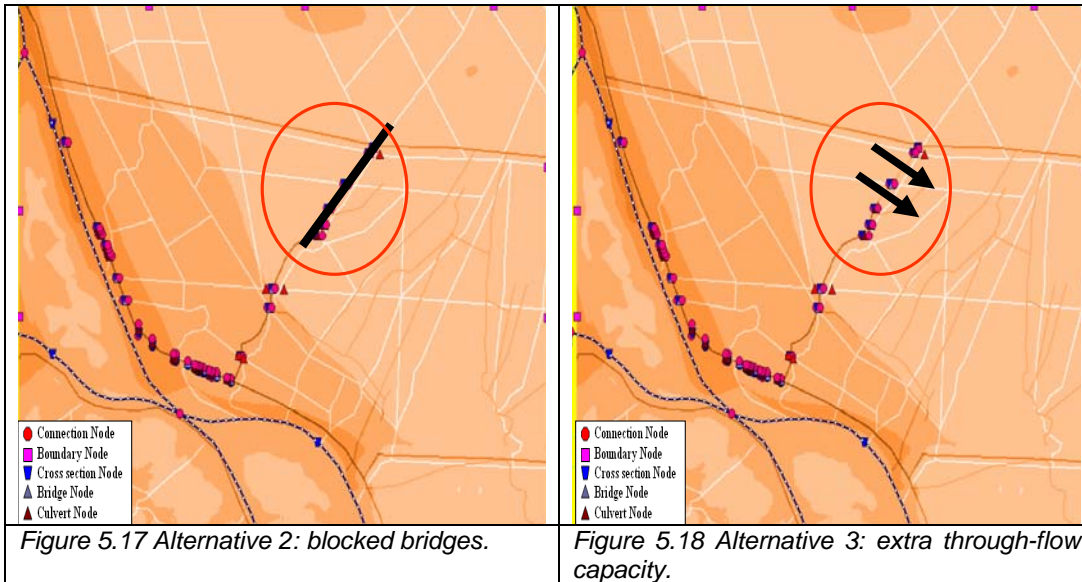 Connection Node
Boundary Node
Cross section Node
Bridge Node
Culvert Node
Figure 5.17 Alternative 2: blocked bridges.
Connection Node
Boundary Node
Cross section Node
Bridge Node
Culvert Node
Figure 5.18 Alternative 3: extra through-flow
capacity.